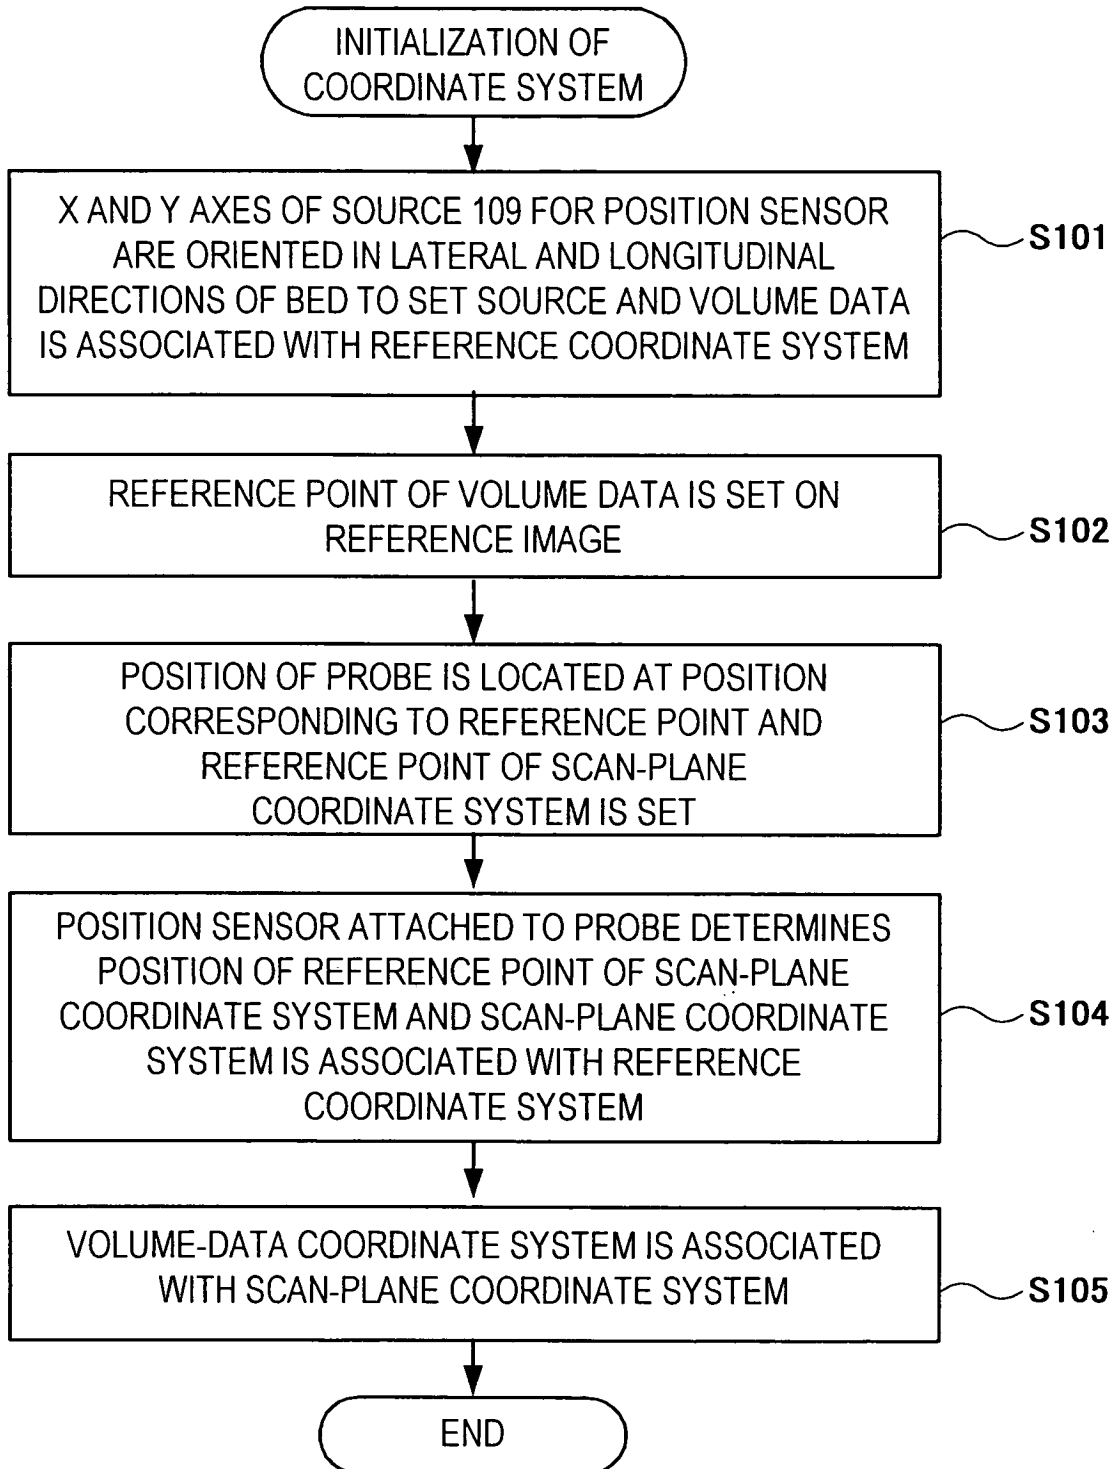 INITIALIZATION OF
COORDINATE SYSTEM
X AND Y AXES OF SOURCE 109 FOR POSITION SENSOR
ARE ORIENTED IN LATERAL AND LONGITUDINAL
DIRECTIONS OF BED TO SET SOURCE AND VOLUME DATA
IS ASSOCIATED WITH REFERENCE COORDINATE SYSTEM
S101
REFERENCE POINT OF VOLUME DATA IS SET ON
REFERENCE IMAGE
S102
POSITION OF PROBE IS LOCATED AT POSITION
CORRESPONDING TO REFERENCE POINT AND
REFERENCE POINT OF SCAN-PLANE
COORDINATE SYSTEM IS SET
S103
POSITION SENSOR ATTACHED TO PROBE DETERMINES
POSITION OF REFERENCE POINT OF SCAN-PLANE
COORDINATE SYSTEM AND SCAN-PLANE COORDINATE
SYSTEM IS ASSOCIATED WITH REFERENCE
COORDINATE SYSTEM
S104
VOLUME-DATA COORDINATE SYSTEM IS ASSOCIATED
WITH SCAN-PLANE COORDINATE SYSTEM
S105
END